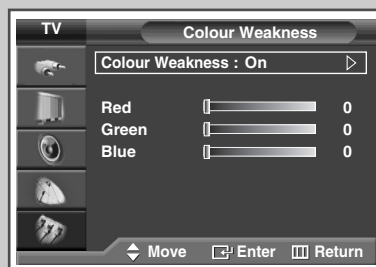 TV
Colour Weakness
Colour Weakness : On
Red 0
Green 0
Blue 0
Move Enter Return